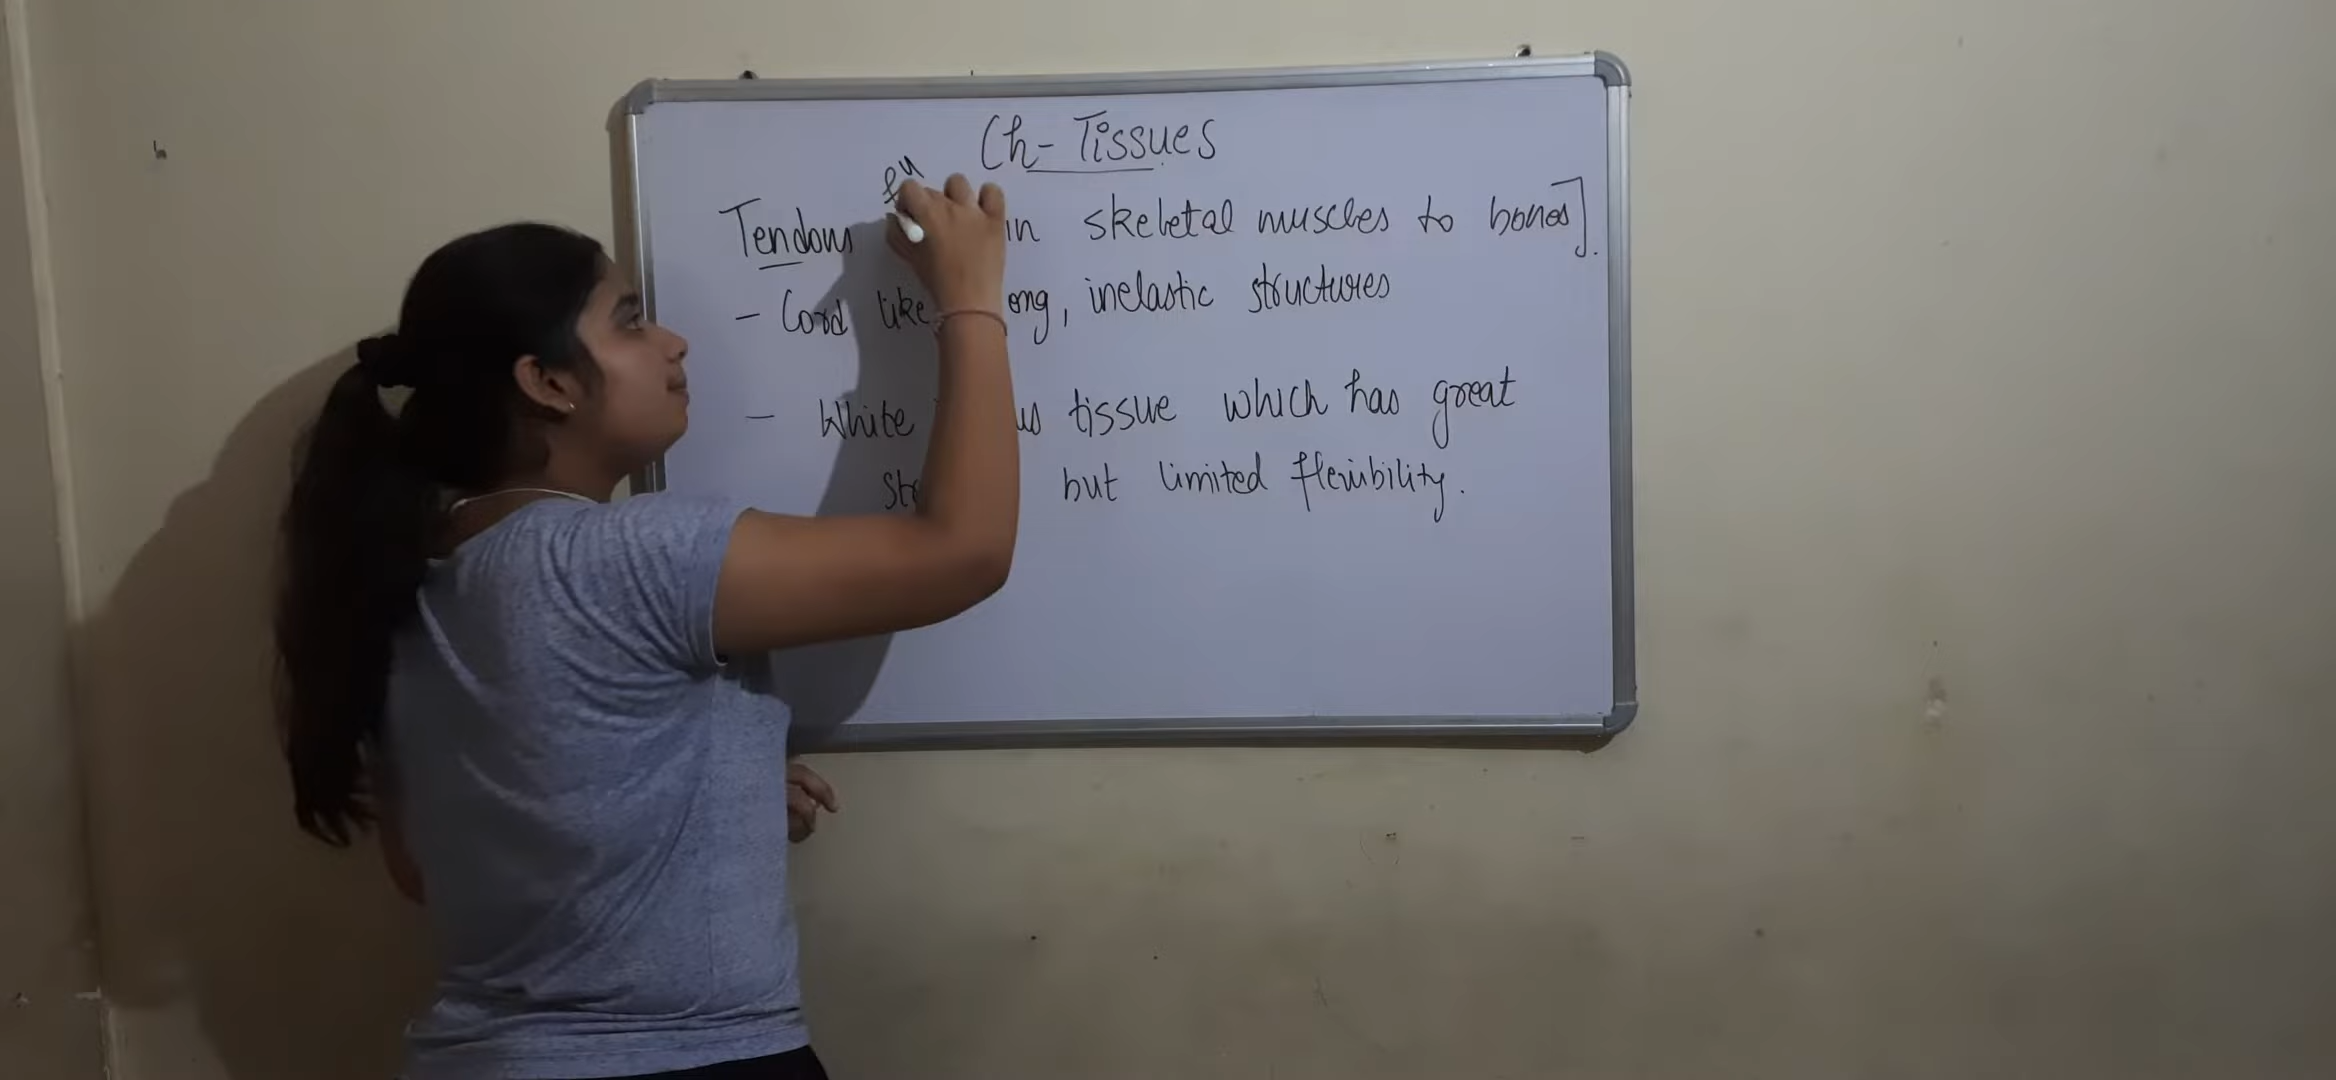 Ch- Tissues
Tendons in skeletal muscles to bones].
- Cord like ong, inelastic structures
- White us tissue which has great
but limited flexibility.